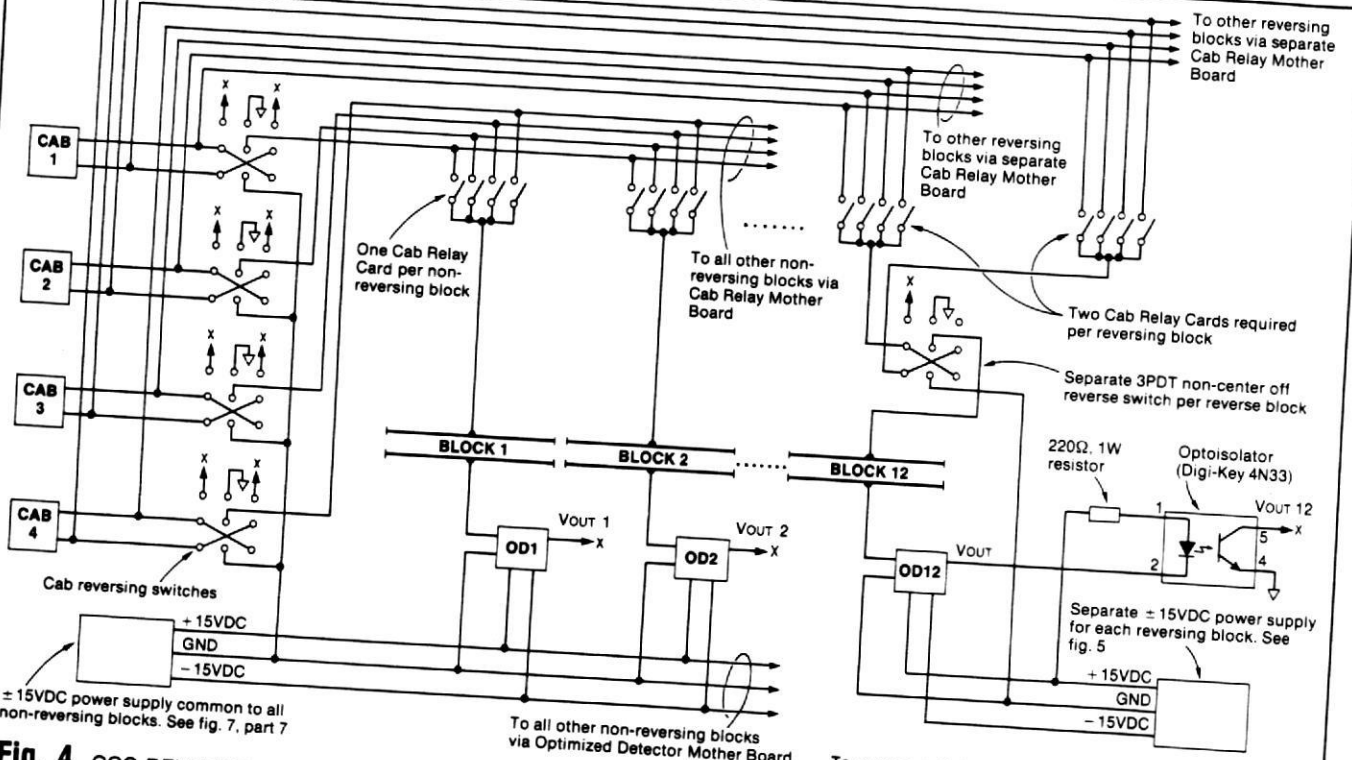 To other reversing
blocks via separate
Cab Relay Mother
Board
X X
CAB
1
To other reversing
blocks via separate
Cab Relay Mother
Board
X X
CAB
2
One Cab Relay
Card per non-
reversing block
To all other non-
reversing blocks via
Cab Relay Mother
Board
X
Two Cab Relay Cards required
per reversing block
X X
CAB
3
Separate 3PDT non-center off
reverse switch per reverse block
BLOCK 1
BLOCK 2
BLOCK 12
220Ω, 1W
resistor
Optoisolator
(Digi-Key 4N33)
X X
CAB
4
Cab reversing switches
OD1
VOUT 1
X
OD2
VOUT 2
X
OD12
VOUT
1
2
VOUT 12
X
5
4
Separate ± 15VDC power supply
for each reversing block. See
fig. 5
+ 15VDC
GND
− 15VDC
± 15VDC power supply common to all
non-reversing blocks. See fig. 7, part 7
+ 15VDC
GND
− 15VDC
To all other non-reversing blocks
via Optimized Detector Mother Board
Fig. 4